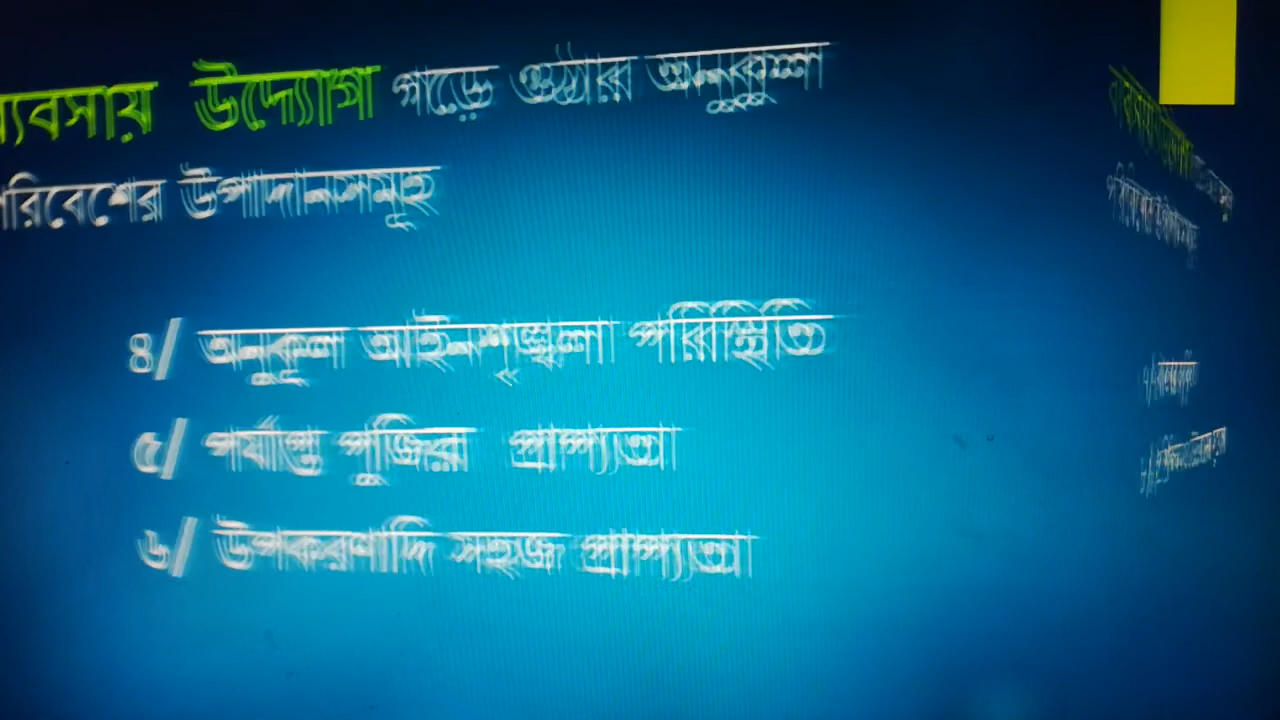 ব্যবসায় উদ্যোগ গড়ে ওঠার অনুকুল
পরিবেশের উপাদানসমূহ
৪/ অনুকূল আইনশৃঙ্খলা পরিস্থিতি
৫/ পর্যাপ্ত পুঁজির প্রাপ্যতা
৬/ উপকরণাদি সহজ প্রাপ্যতা